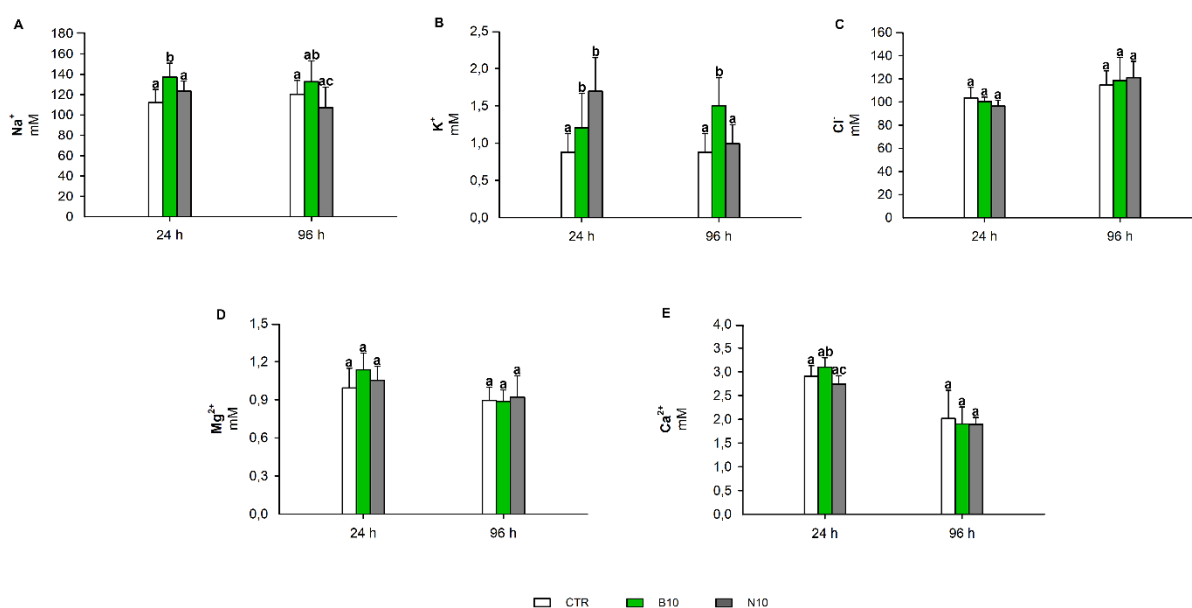 A
Na+
mM
180
160
140
120
100
80
60
40
20
0
a
b
a
a
ab
ac
24 h
96 h
B
K+
mM
2,5
2,0
1,5
1,0
0,5
0,0
a
b
b
a
b
a
24 h
96 h
C
Cl-
mM
160
140
120
100
80
60
40
20
0
a
a
a
a
a
a
24 h
96 h
D
Mg2+
mM
1,5
1,2
0,9
0,6
0,3
0,0
a
a
a
a
a
a
24 h
96 h
E
Ca2+
mM
4,0
3,5
3,0
2,5
2,0
1,5
1,0
0,5
0,0
a
ab
ac
a
a
a
24 h
96 h
CTR
B10
N10